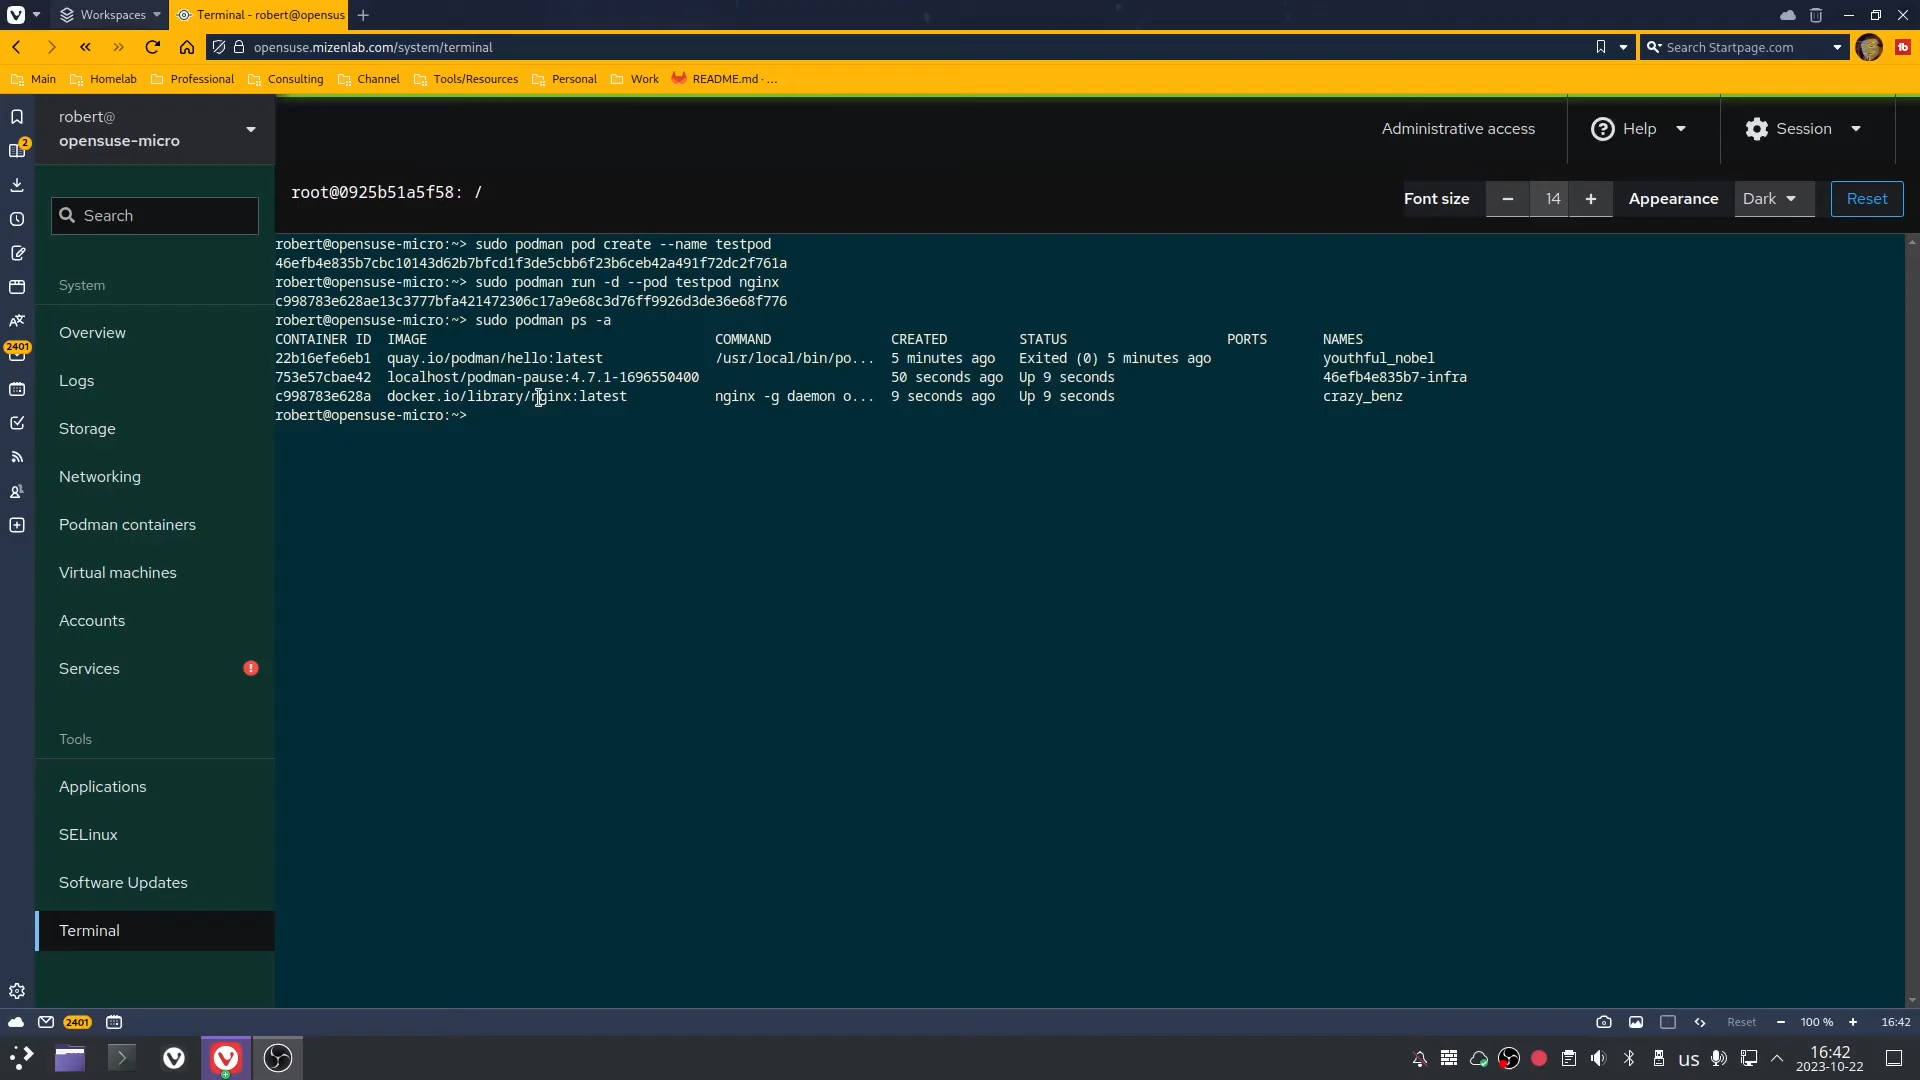 Workspaces
Terminal - robert@opensus
opensuse.mizenlab.com/system/terminal
Search Startpage.com
Main
Homelab
Professional
Consulting
Channel
Tools/Resources
Personal
Work
README.md · ...
robert@
opensuse-micro
Administrative access
Help
Session
2
2401
Search
root@0925b51a5f58: /
Font size
14
Appearance
Dark
Reset
System
Overview
Logs
Storage
Networking
Podman containers
Virtual machines
Accounts
Services
Tools
Applications
SELinux
Software Updates
Terminal
robert@opensuse-micro:~> sudo podman pod create --name testpod
46efb4e835b7cbc10143d62b7bfcd1f3de5cbb6f23b6ceb42a491f72dc2f761a
robert@opensuse-micro:~> sudo podman run -d --pod testpod nginx
c998783e628ae13c3777bfa421472306c17a9e68c3d76ff9926d3de36e68f776
robert@opensuse-micro:~> sudo podman ps -a
CONTAINER ID IMAGE COMMAND CREATED STATUS PORTS NAMES
22b16efe6eb1 quay.io/podman/hello:latest /usr/local/bin/po... 5 minutes ago Exited (0) 5 minutes ago youthful_nobel
753e57cbae42 localhost/podman-pause:4.7.1-1696550400 50 seconds ago Up 9 seconds 46efb4e835b7-infra
c998783e628a docker.io/library/nginx:latest nginx -g daemon o... 9 seconds ago Up 9 seconds crazy_benz
robert@opensuse-micro:~>
2401
Reset
100 %
16:42
us
16:42
2023-10-22